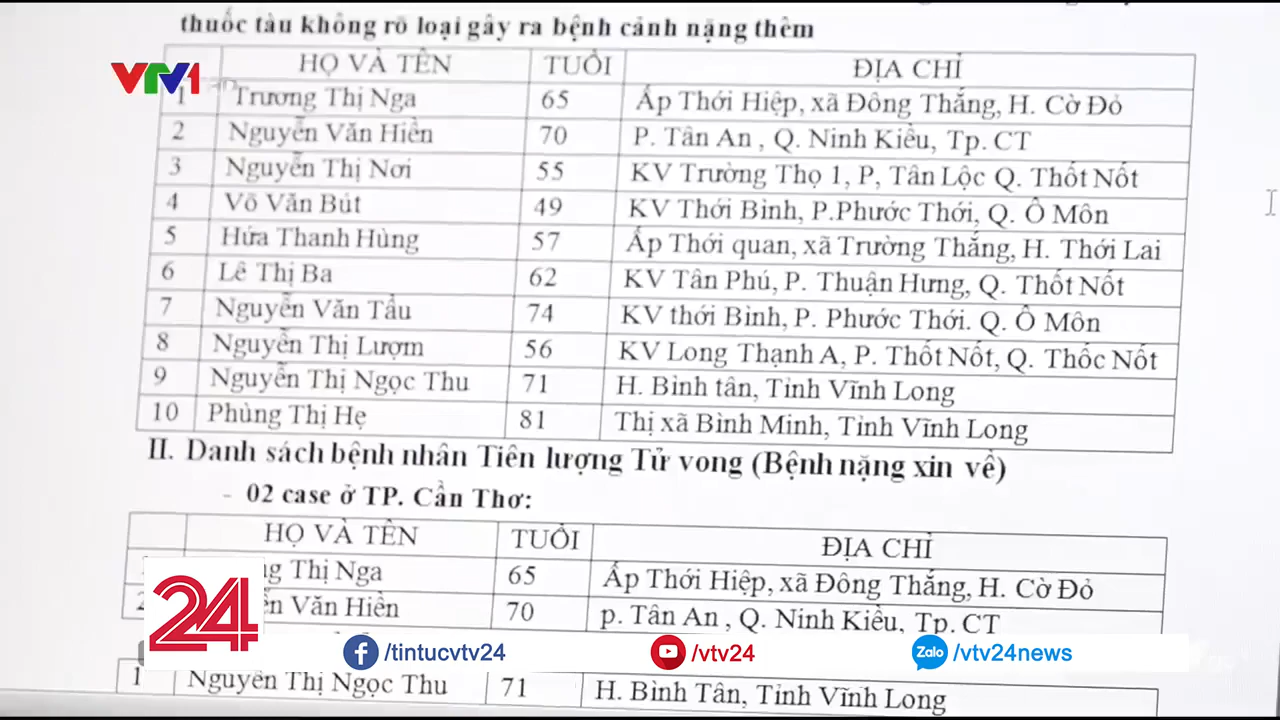 thuốc tàu không rõ loại gây ra bệnh cảnh nặng thêm
HỌ VÀ TÊN TUỔI ĐỊA CHỈ
VTV1
1 Trương Thị Nga 65 Ấp Thới Hiệp, xã Đông Thắng, H. Cờ Đỏ
2 Nguyễn Văn Hiền 70 P. Tân An , Q. Ninh Kiều, Tp. CT
3 Nguyễn Thị Nơi 55 KV Trường Thọ 1, P, Tân Lộc Q. Thốt Nốt
4 Võ Văn Bút 49 KV Thới Bình, P.Phước Thới, Q. Ô Môn
5 Hứa Thanh Hùng 57 Ấp Thới quan, xã Trường Thắng, H. Thới Lai
6 Lê Thị Ba 62 KV Tân Phú, P. Thuận Hưng, Q. Thốt Nốt
7 Nguyễn Văn Tầu 74 KV thới Bình, P. Phước Thới. Q. Ô Môn
8 Nguyễn Thị Lượm 56 KV Long Thạnh A, P. Thốt Nốt, Q. Thốc Nốt
9 Nguyễn Thị Ngọc Thu 71 H. Bình tân, Tỉnh Vĩnh Long
10 Phùng Thị Hẹ 81 Thị xã Bình Minh, Tỉnh Vĩnh Long
II. Danh sách bệnh nhân Tiên lượng Tử vong (Bệnh nặng xin về)
- 02 case ở TP. Cần Thơ:
HỌ VÀ TÊN TUỔI ĐỊA CHỈ
Thị Nga 65 Ấp Thới Hiệp, xã Đông Thắng, H. Cờ Đỏ
Văn Hiền 70 p. Tân An , Q. Ninh Kiều, Tp. CT
24 /tintucvtv24 /vtv24 Zalo /vtv24news
1 Nguyễn Thị Ngọc Thu 71 H. Bình Tân, Tỉnh Vĩnh Long